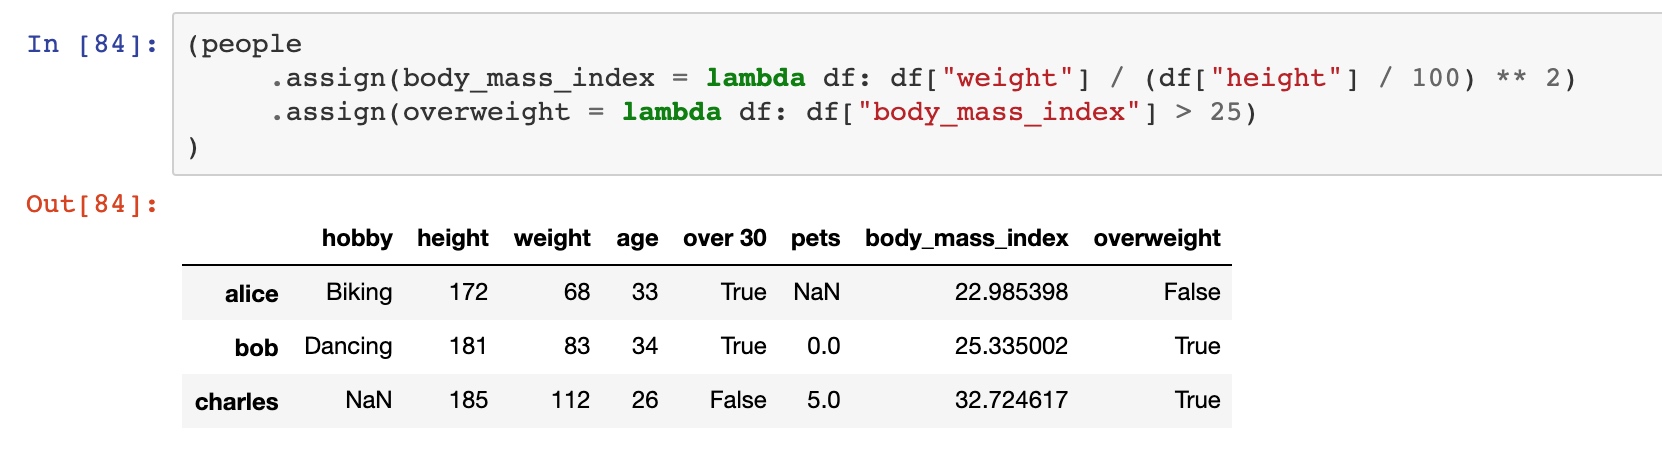 In [84]: (people
.assign(body_mass_index = lambda df: df["weight"] / (df["height"] / 100) ** 2)
.assign(overweight = lambda df: df["body_mass_index"] > 25)
)
Out[84]:
hobby height weight age over 30 pets body_mass_index overweight
alice Biking 172 68 33 True NaN 22.985398 False
bob Dancing 181 83 34 True 0.0 25.335002 True
charles NaN 185 112 26 False 5.0 32.724617 True